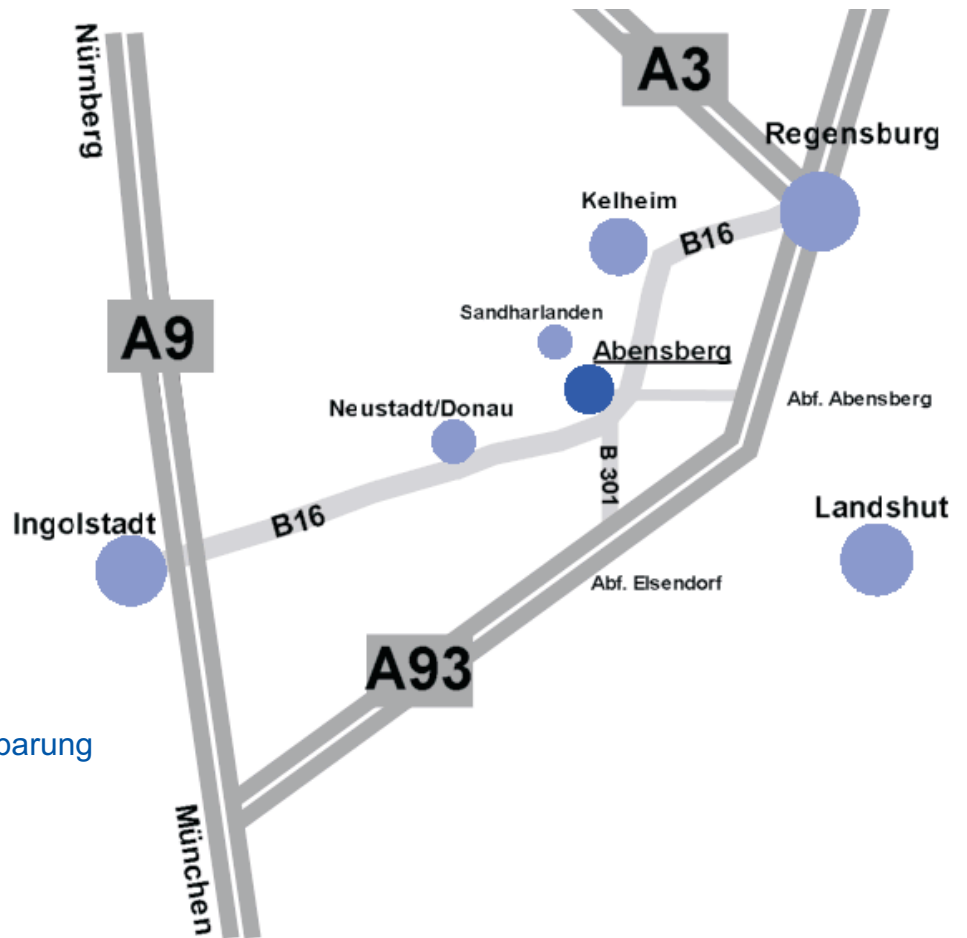 Nürnberg
A3
Regensburg
Kelheim
B16
Sandharlanden
A9
Abensberg
Abf. Abensberg
Neustadt/Donau
B 301
Landshut
B16
Ingolstadt
Abf. Elsendorf
A93
barung
München